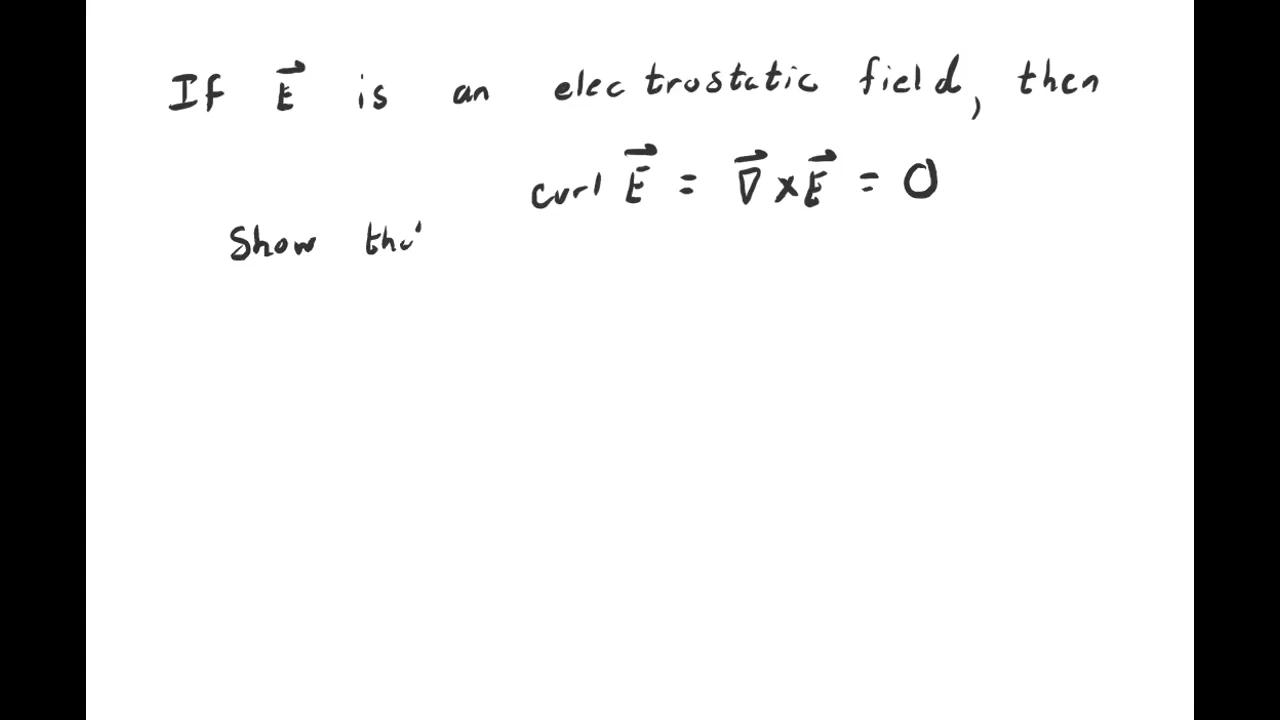 If E⃗ is an electrostatic field, then
curl E⃗ = ∇⃗ × E⃗ = 0
Show